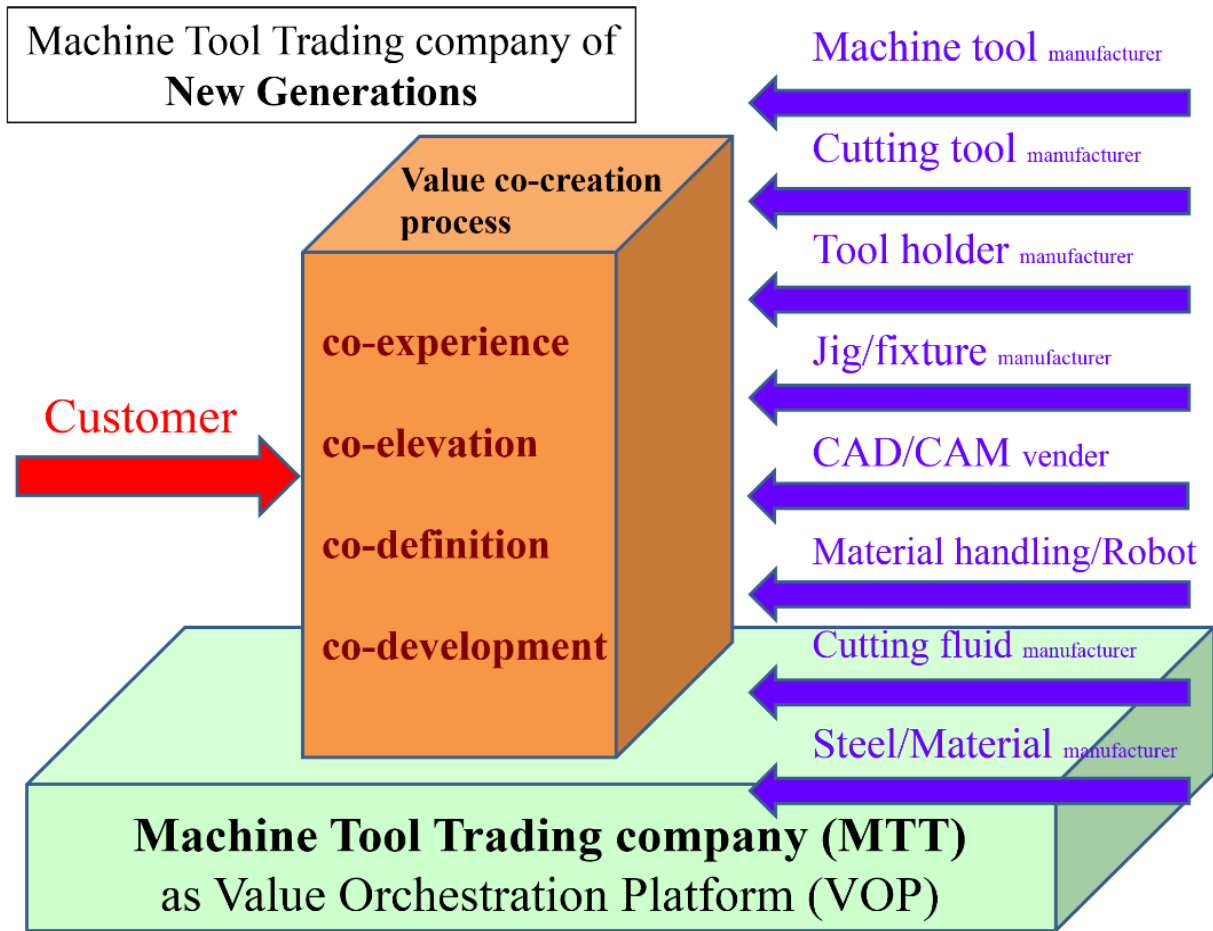 Machine Tool Trading company of
New Generations
Value co-creation
process
co-experience
co-elevation
co-definition
co-development
Customer
Machine tool manufacturer
Cutting tool manufacturer
Tool holder manufacturer
Jig/fixture manufacturer
CAD/CAM vender
Material handling/Robot
Cutting fluid manufacturer
Steel/Material manufacturer
Machine Tool Trading company (MTT)
as Value Orchestration Platform (VOP)